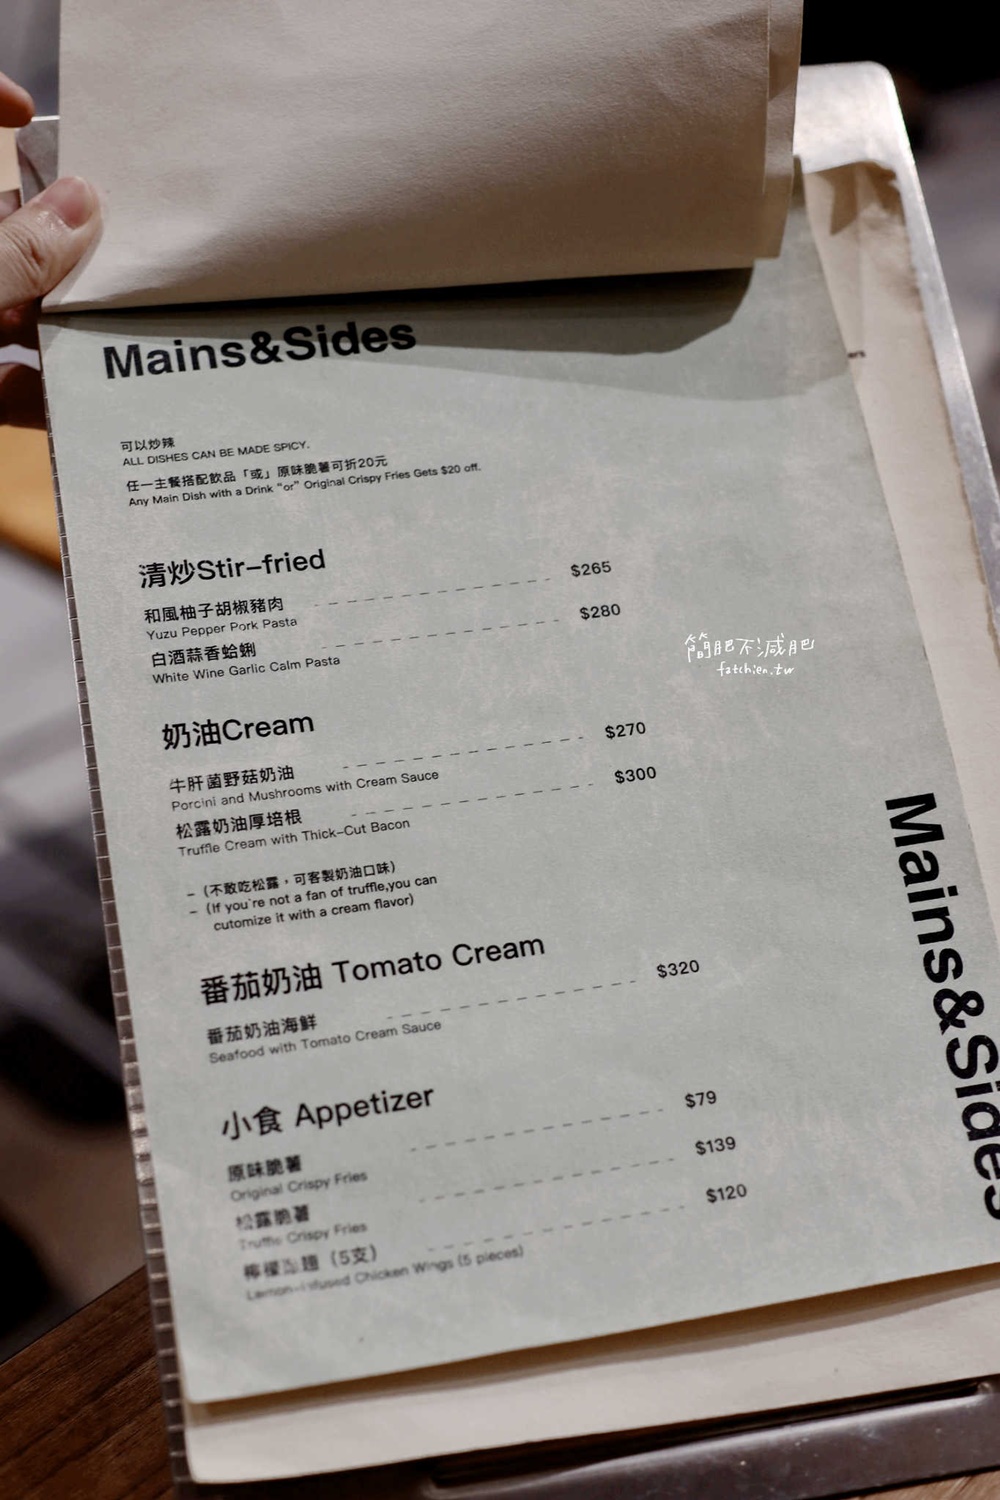 Mains&Sides
可以炒辣
ALL DISHES CAN BE MADE SPICY.
任一主餐搭配飲品「或」原味脆薯可折20元
Any Main Dish with a Drink "or" Original Crispy Fries Gets $20 off.
清炒Stir-fried
和風柚子胡椒豬肉 $265
Yuzu Pepper Pork Pasta
白酒蒜香蛤蜊 $280
White Wine Garlic Calm Pasta
奶油Cream
牛肝菌野菇奶油 $270
Porcini and Mushrooms with Cream Sauce
松露奶油厚培根 $300
Truffle Cream with Thick-Cut Bacon
- (不敢吃松露，可客製奶油口味)
- (If you're not a fan of truffle,you can
cutomize it with a cream flavor)
番茄奶油 Tomato Cream
番茄奶油海鮮 $320
Seafood with Tomato Cream Sauce
小食 Appetizer
原味脆薯 $79
Original Crispy Fries
松露脆薯 $139
Truffle Crispy Fries
檸檬翅 (5支) $120
Lemon-infused Chicken Wings (5 pieces)
Mains&Sides
簡肥不減肥
fatchien.tw